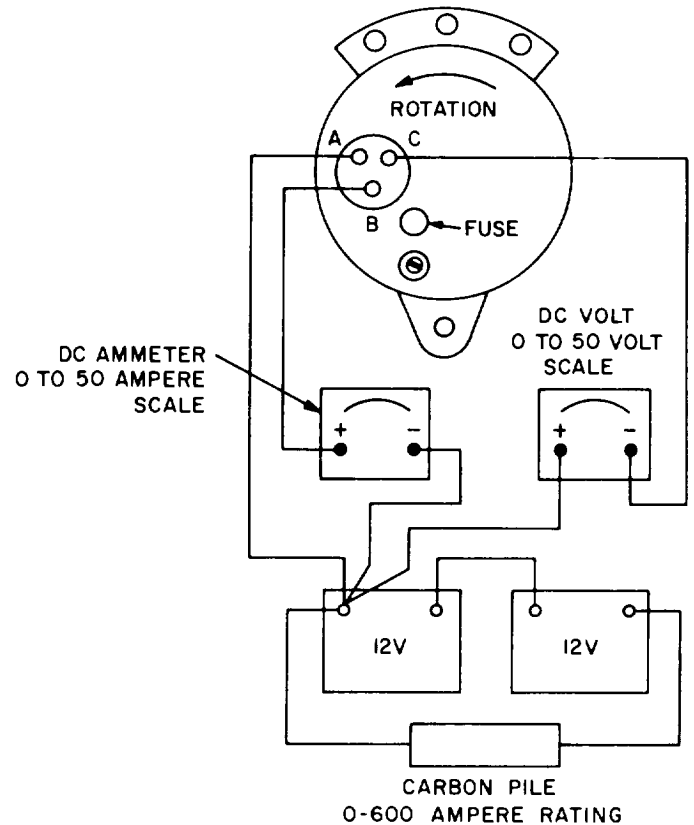 ROTATION
A
C
B
FUSE
DC AMMETER
0 TO 50 AMPERE
SCALE
DC VOLT
0 TO 50 VOLT
SCALE
+ -
+ -
12V
12V
CARBON PILE
0-600 AMPERE RATING